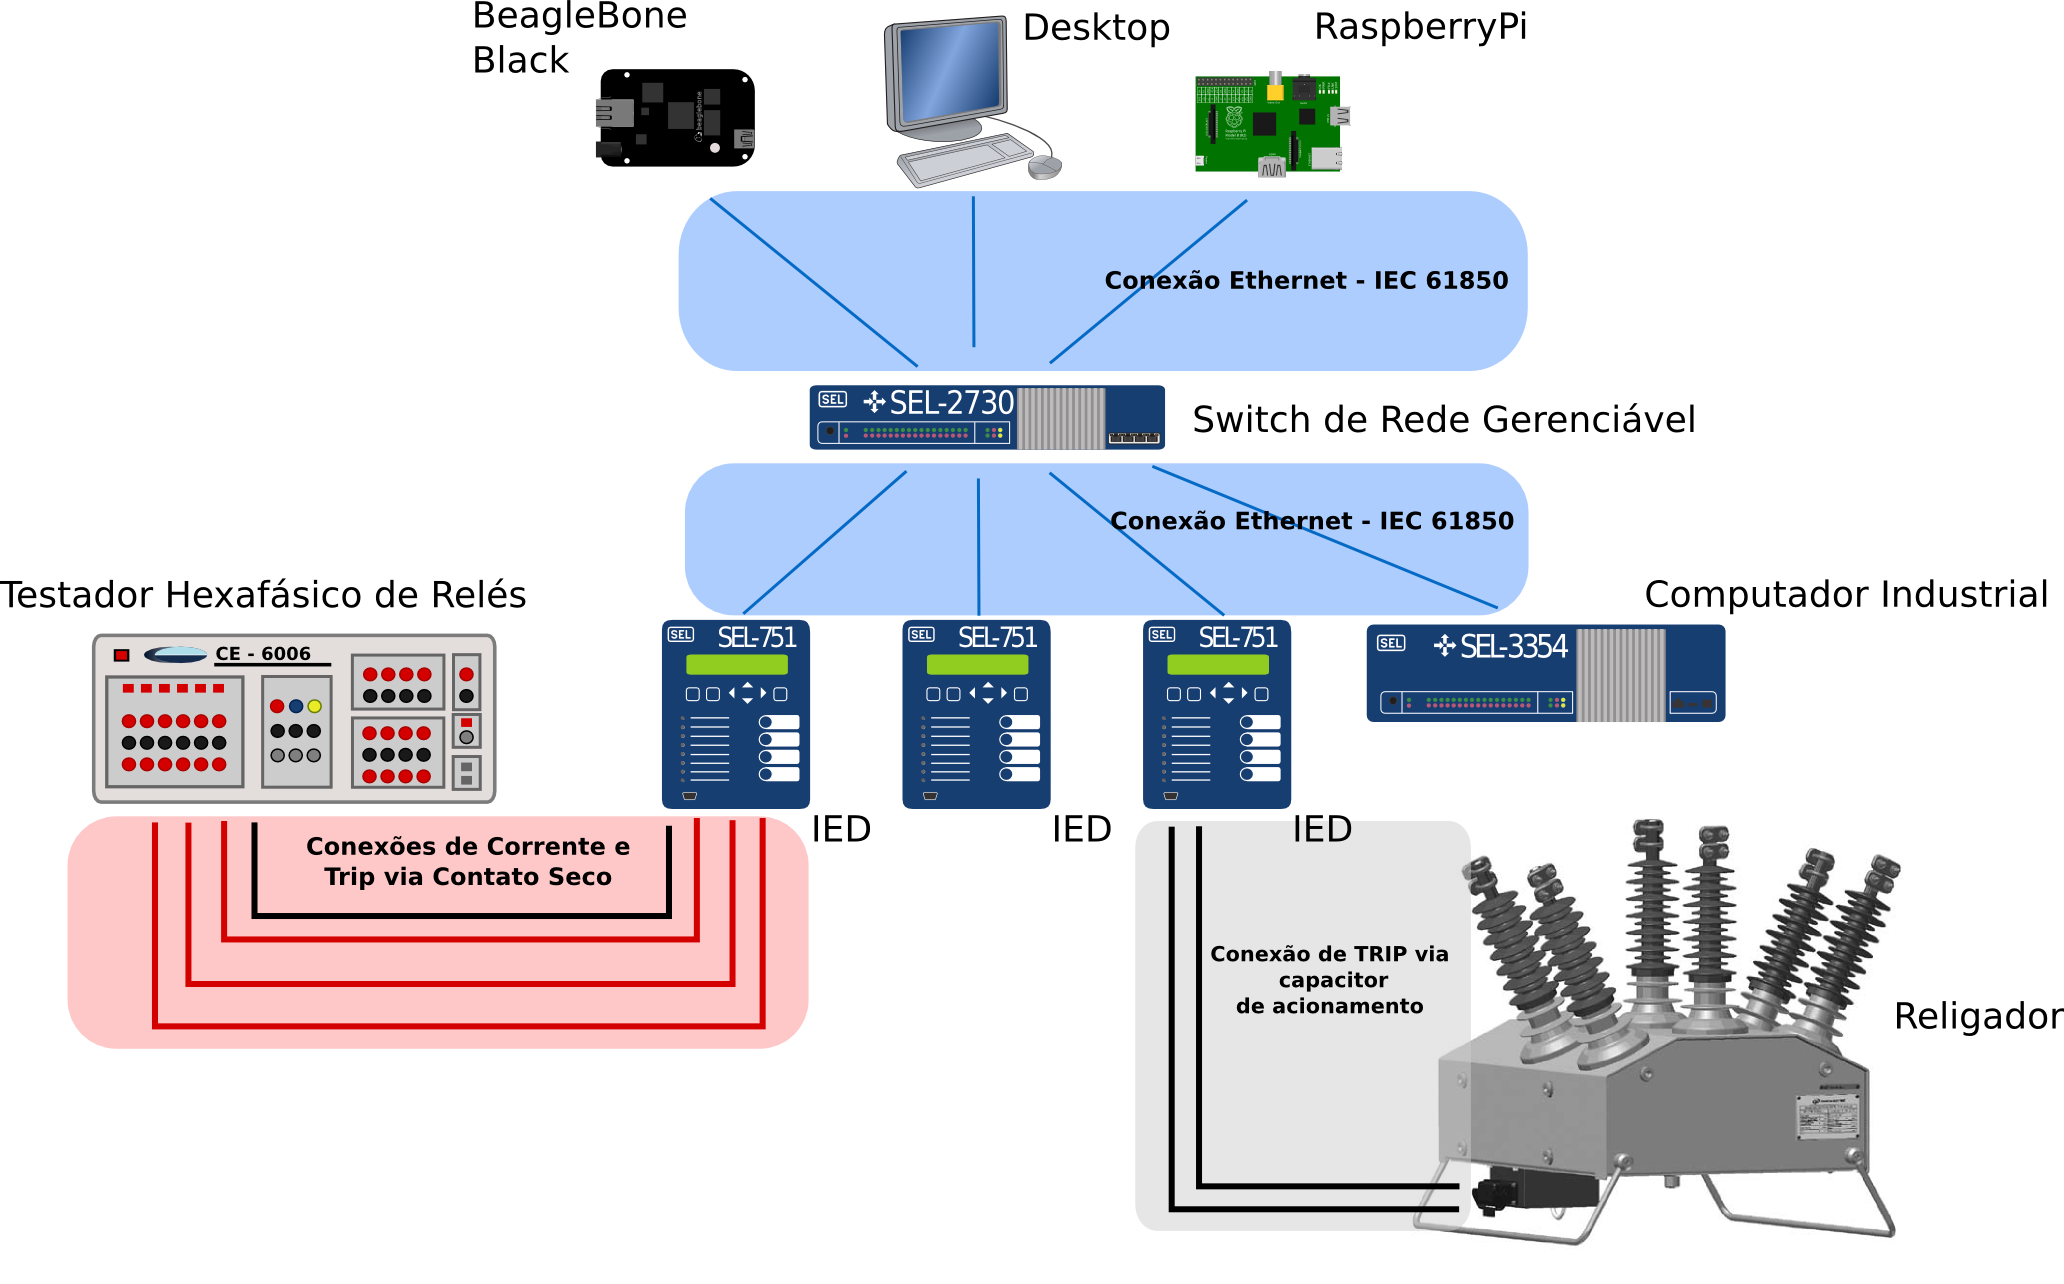 BeagleBone
Black
Desktop
RaspberryPi
beaglebone
Conexão Ethernet - IEC 61850
SEL
SEL-2730
Switch de Rede Gerenciável
Conexão Ethernet - IEC 61850
Testador Hexafásico de Relés
Computador Industrial
CE - 6006
SEL
SEL-751
SEL
SEL-751
SEL
SEL-751
SEL
SEL-3354
IED
IED
IED
Conexões de Corrente e
Trip via Contato Seco
Conexão de TRIP via
capacitor
de acionamento
Religador